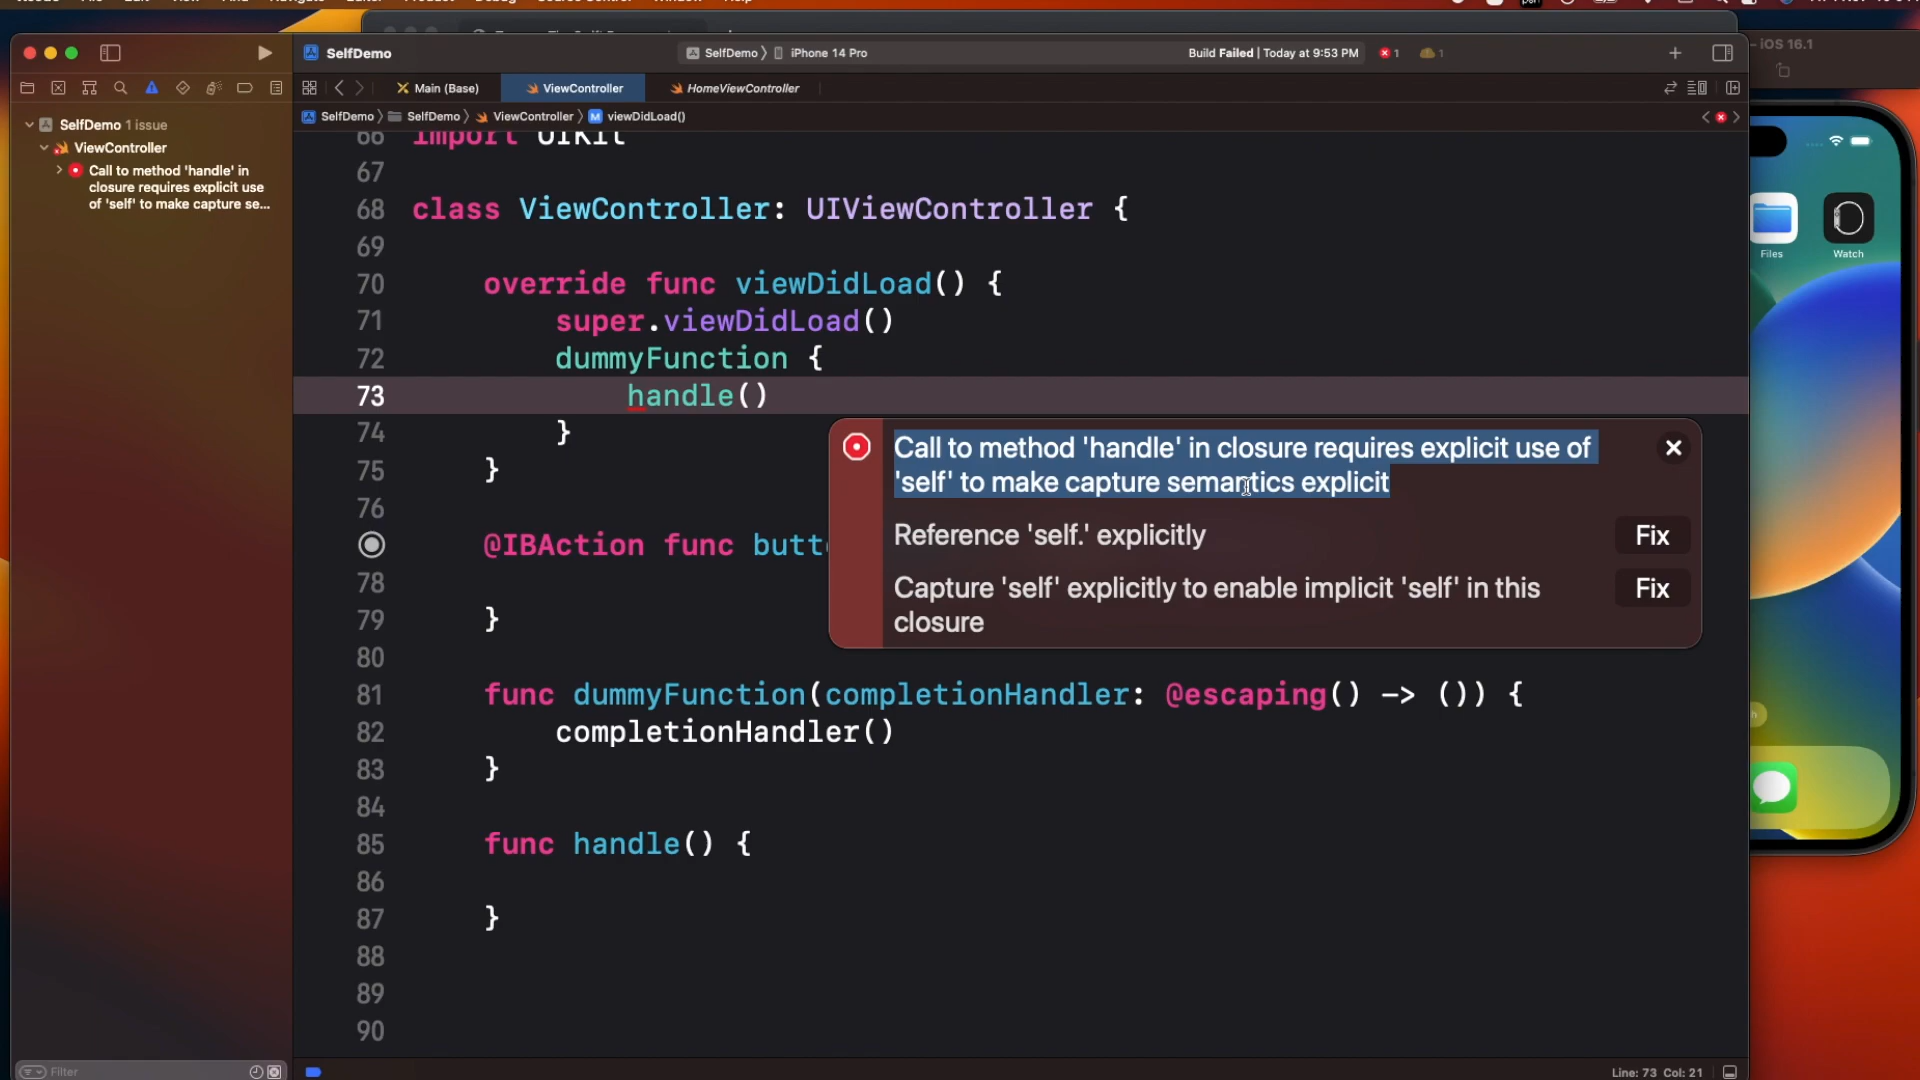 iOS 16.1
SelfDemo
SelfDemo
iPhone 14 Pro
Build Failed | Today at 9:53 PM
1
1
Main (Base)
ViewController
HomeViewController
SelfDemo
SelfDemo
ViewController
M
viewDidLoad()
SelfDemo 1 issue
ViewController
Call to method 'handle' in
closure requires explicit use
of 'self' to make capture se...
66 import UIKit
67
68 class ViewController: UIViewController {
69
70 override func viewDidLoad() {
71 super.viewDidLoad()
72 dummyFunction {
73 handle()
74 }
75 }
76
@IBAction func butt
78
79 }
80
81 func dummyFunction(completionHandler: @escaping() -> ()) {
82 completionHandler()
83 }
84
85 func handle() {
86
87 }
88
89
90
Call to method 'handle' in closure requires explicit use of
'self' to make capture semantics explicit
Reference 'self.' explicitly
Fix
Capture 'self' explicitly to enable implicit 'self' in this
closure
Fix
Files
Watch
Filter
Line: 73 Col: 21